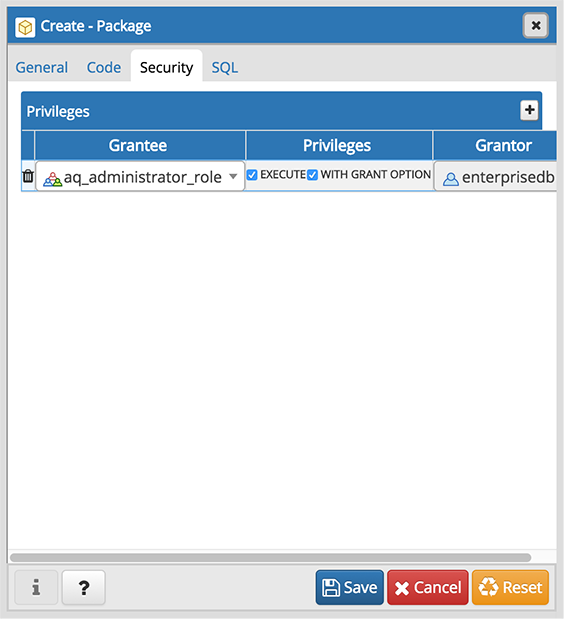 Create - Package
General Code Security SQL
Privileges
Grantee Privileges Grantor
aq_administrator_role EXECUTE WITH GRANT OPTION enterprisedb
i ? Save Cancel Reset